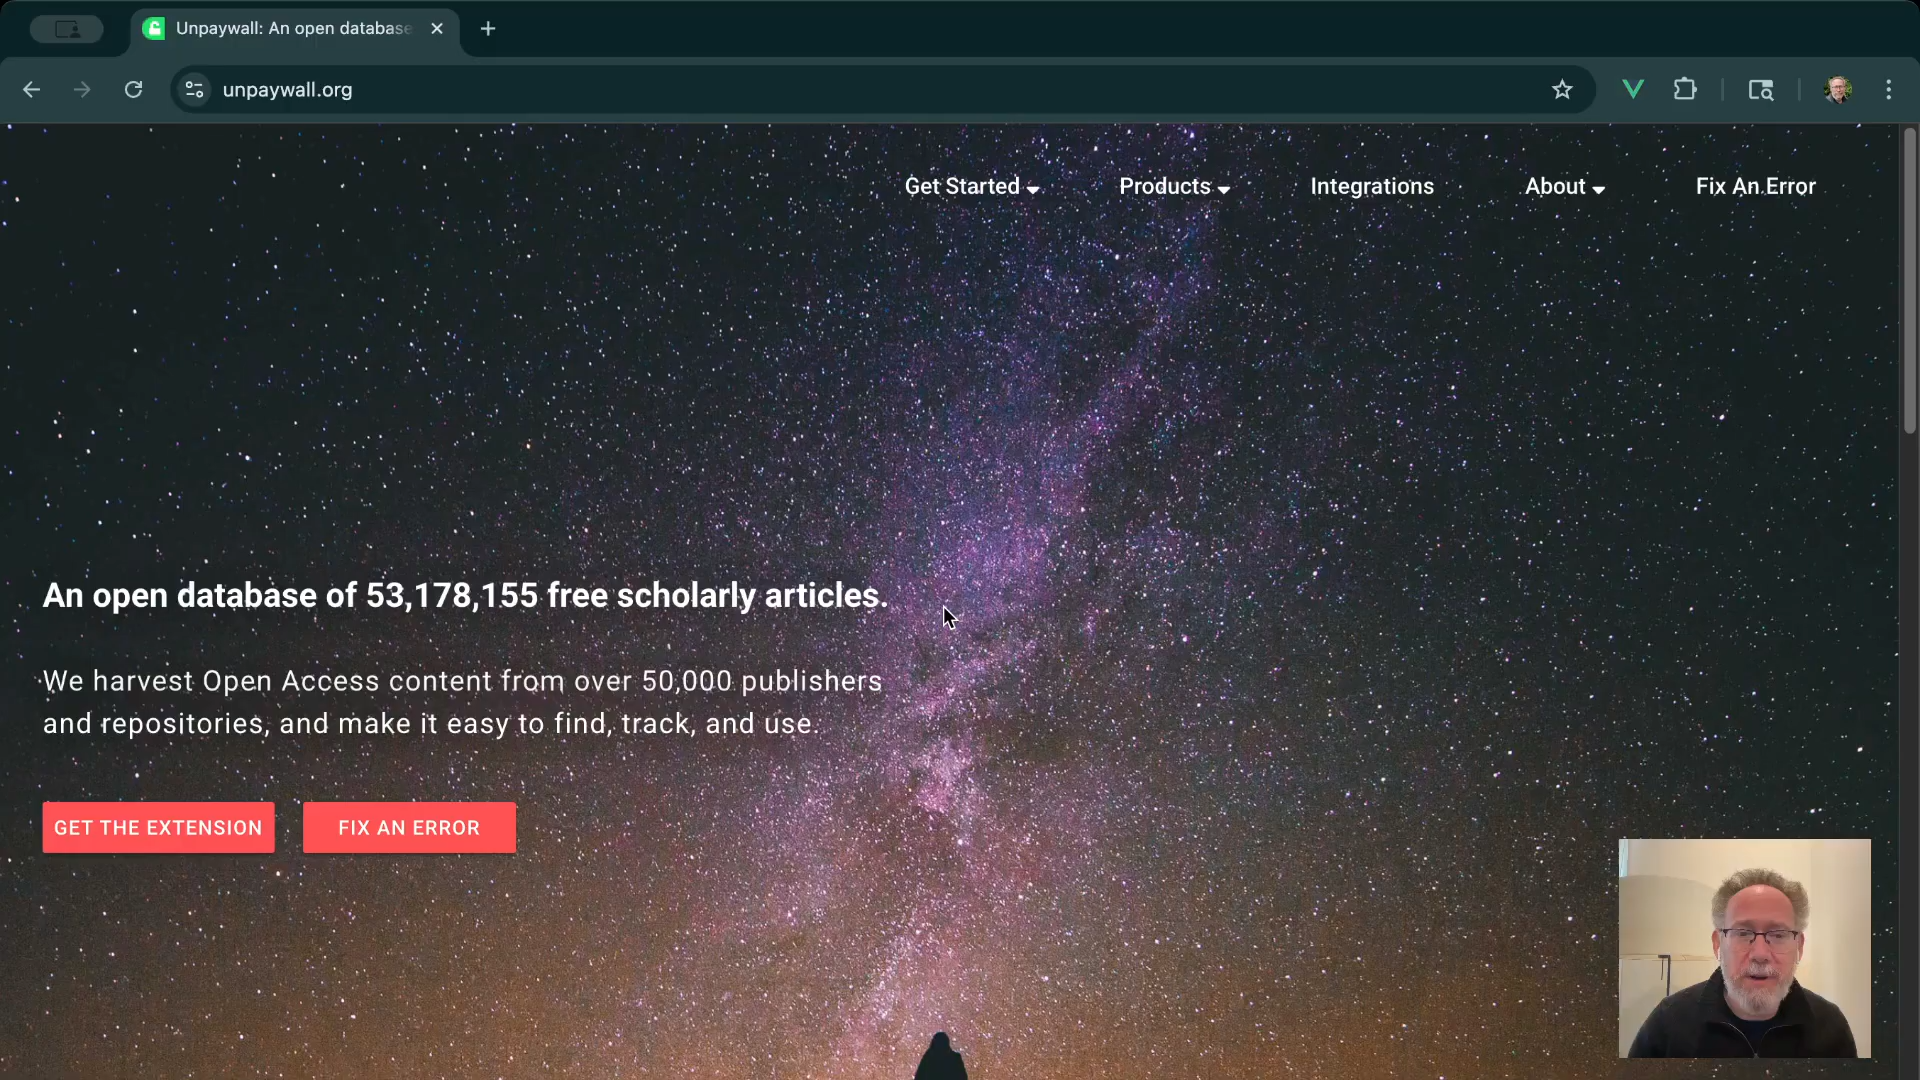 Unpaywall: An open database
unpaywall.org
Get Started
Products
Integrations
About
Fix An Error
An open database of 53,178,155 free scholarly articles.
We harvest Open Access content from over 50,000 publishers
and repositories, and make it easy to find, track, and use.
GET THE EXTENSION
FIX AN ERROR